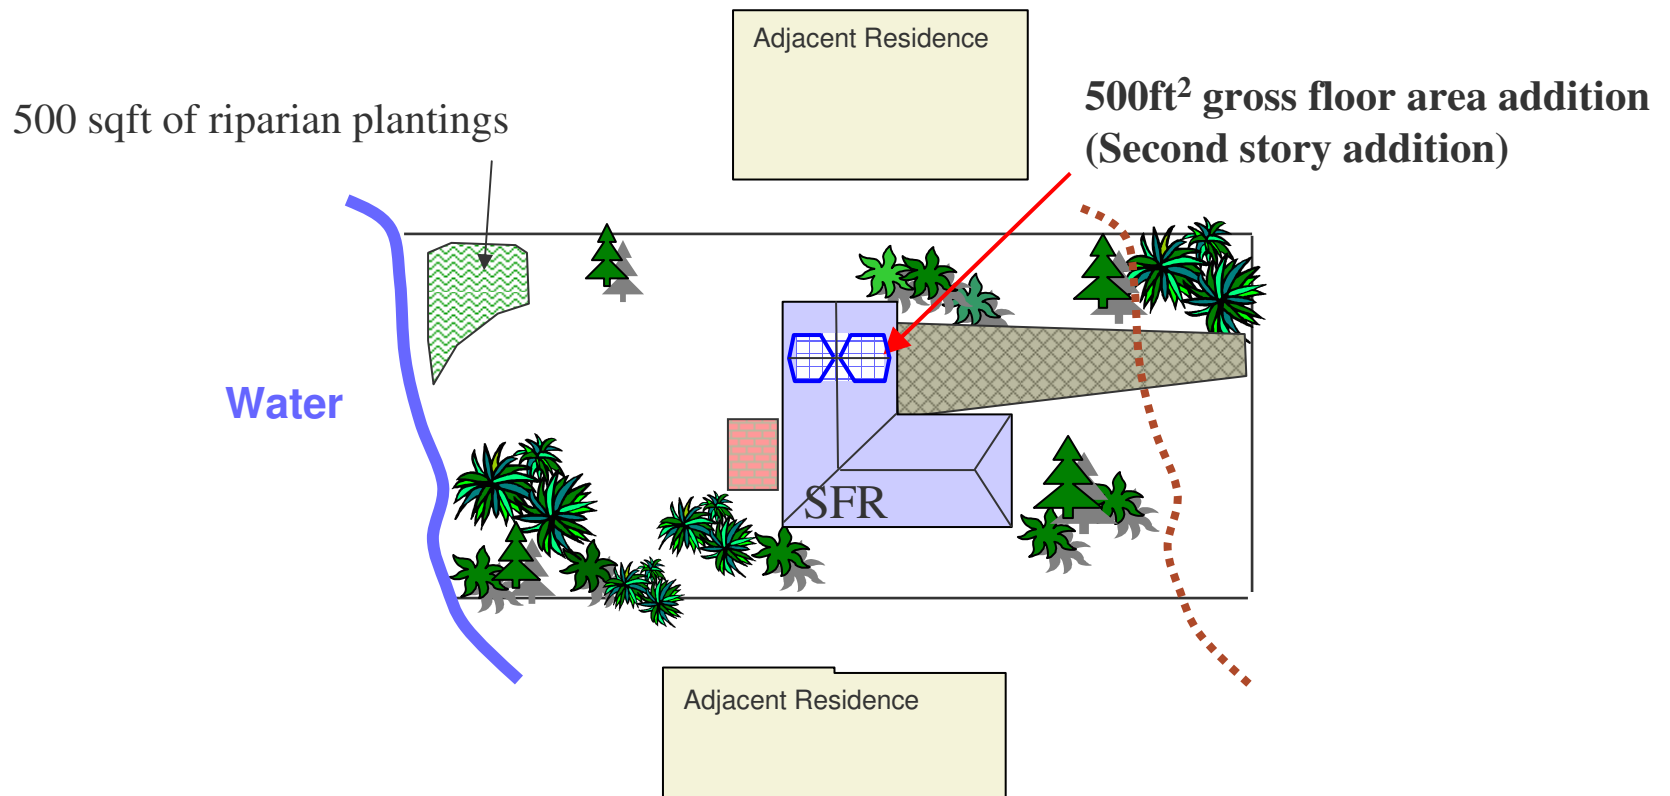 Adjacent Residence
500ft² gross floor area addition
(Second story addition)
500 sqft of riparian plantings
Water
SFR
Adjacent Residence